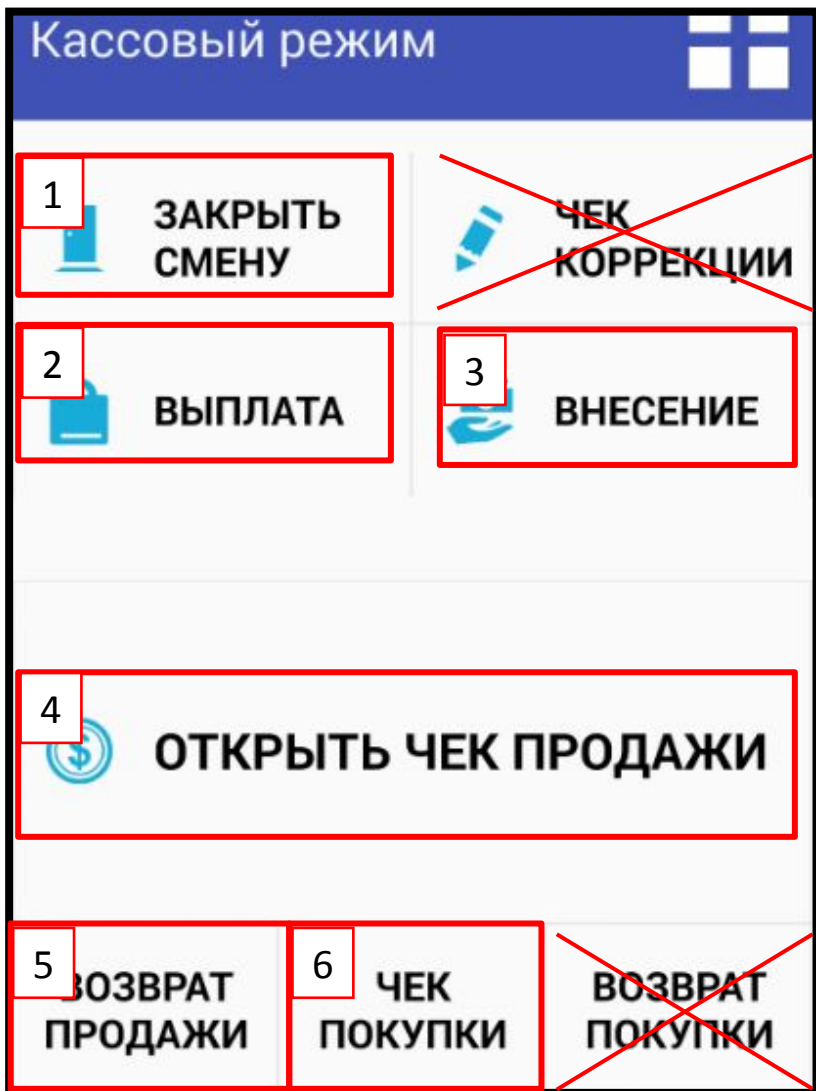 Кассовый режим
1
ЗАКРЫТЬ
СМЕНУ
ЧЕК
КОРРЕКЦИИ
2
ВЫПЛАТА
3
ВНЕСЕНИЕ
4
ОТКРЫТЬ ЧЕК ПРОДАЖИ
5
ВОЗВРАТ
ПРОДАЖИ
6
ЧЕК
ПОКУПКИ
ВОЗВРАТ
ПОКУПКИ